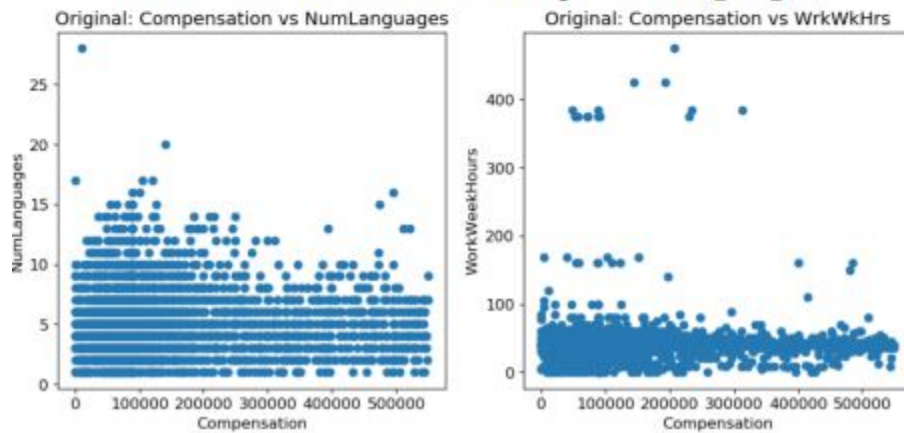 Original: Compensation vs NumLanguages
25
20
15
10
5
0
NumLanguages
0 100000 200000 300000 400000 500000
Compensation
Original: Compensation vs WrkWkHrs
400
300
200
100
0
WorkWeekHours
0 100000 200000 300000 400000 500000
Compensation